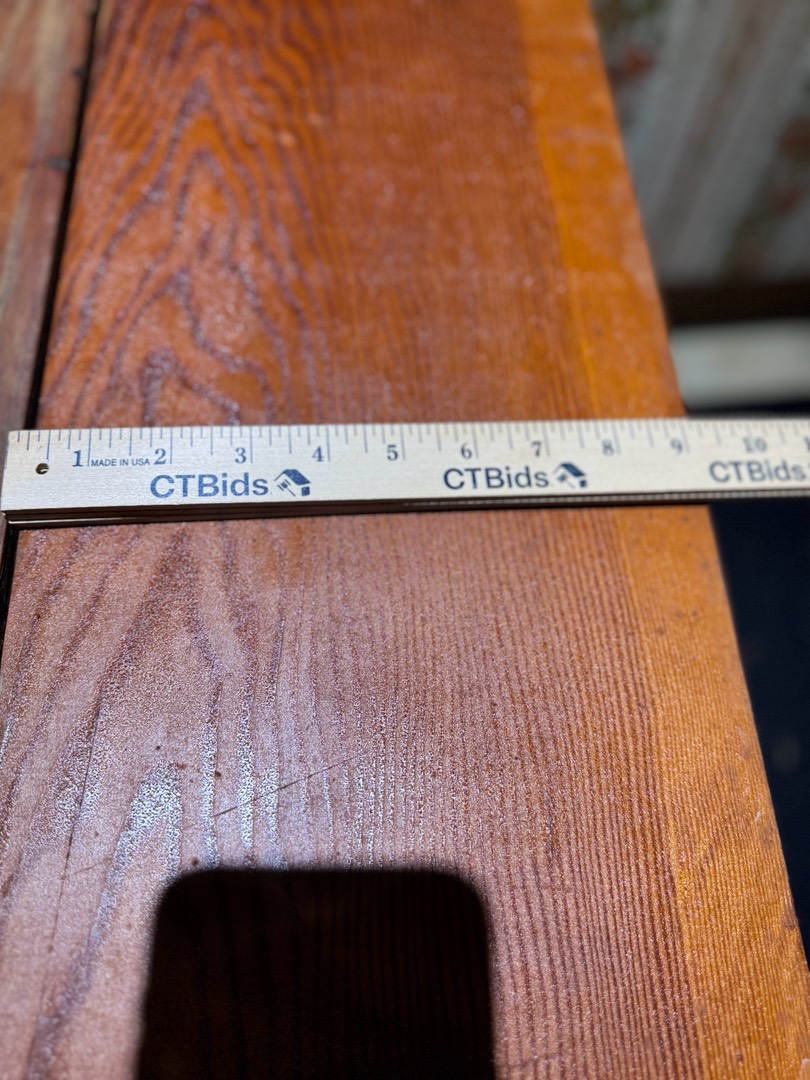 1 MADE IN USA 2 3 4 5 6 7 8 9 10
CTBids CTBids CTBids